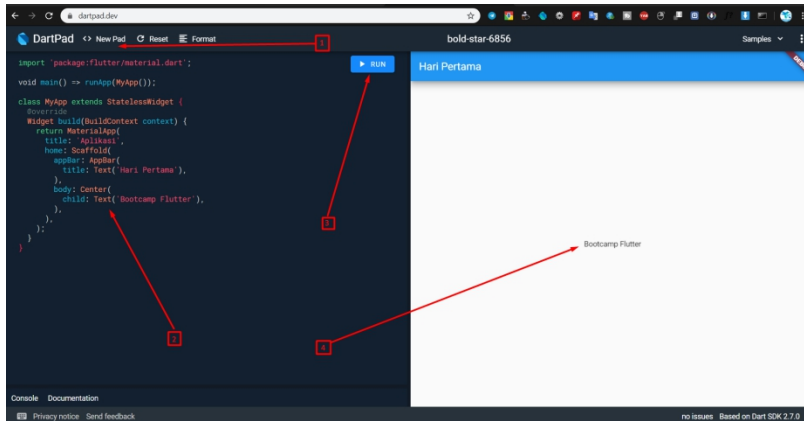 dartpad.dev
DartPad <> New Pad Reset Format bold-star-6856 Samples
1
import 'package:flutter/material.dart';
RUN
void main() => runApp(MyApp());
class MyApp extends StatelessWidget {
@override
Widget build(BuildContext context) {
return MaterialApp(
title: 'Aplikasi',
home: Scaffold(
appBar: AppBar(
title: Text('Hari Pertama'),
),
body: Center(
child: Text('Bootcamp Flutter'),
),
),
);
}
}
3
2
4
Hari Pertama
Bootcamp Flutter
Console Documentation
Privacy notice Send feedback no issues Based on Dart SDK 2.7.0